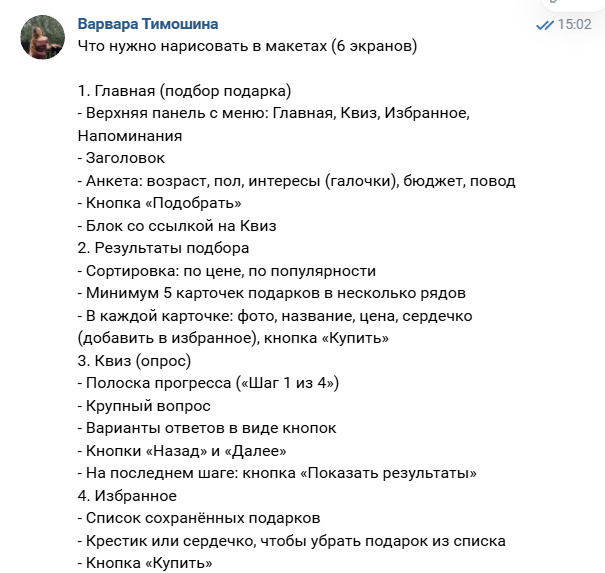 Варвара Тимошина
15:02
Что нужно нарисовать в макетах (6 экранов)
1. Главная (подбор подарка)
- Верхняя панель с меню: Главная, Квиз, Избранное,
Напоминания
- Заголовок
- Анкета: возраст, пол, интересы (галочки), бюджет, повод
- Кнопка «Подобрать»
- Блок со ссылкой на Квиз
2. Результаты подбора
- Сортировка: по цене, по популярности
- Минимум 5 карточек подарков в несколько рядов
- В каждой карточке: фото, название, цена, сердечко
(добавить в избранное), кнопка «Купить»
3. Квиз (опрос)
- Полоска прогресса («Шаг 1 из 4»)
- Крупный вопрос
- Варианты ответов в виде кнопок
- Кнопки «Назад» и «Далее»
- На последнем шаге: кнопка «Показать результаты»
4. Избранное
- Список сохранённых подарков
- Крестик или сердечко, чтобы убрать подарок из списка
- Кнопка «Купить»